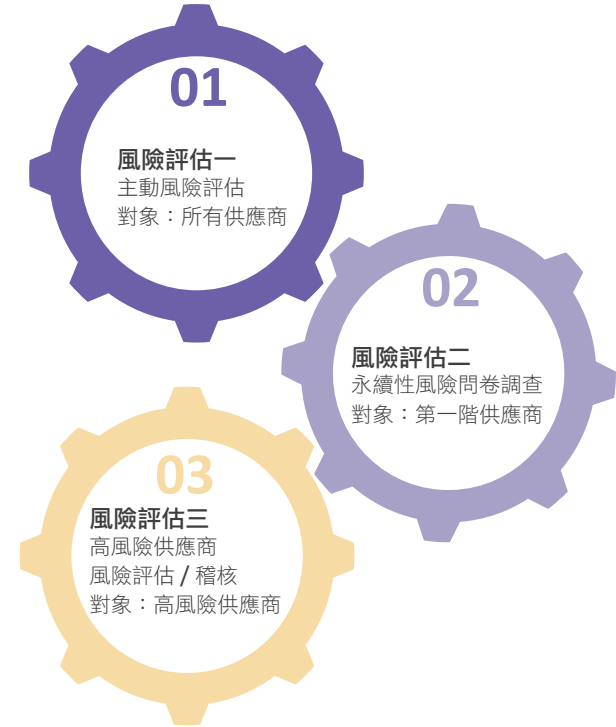 01
風險評估一
主動風險評估
對象：所有供應商
02
風險評估二
永續性風險問卷調查
對象：第一階供應商
03
風險評估三
高風險供應商
風險評估 / 稽核
對象：高風險供應商